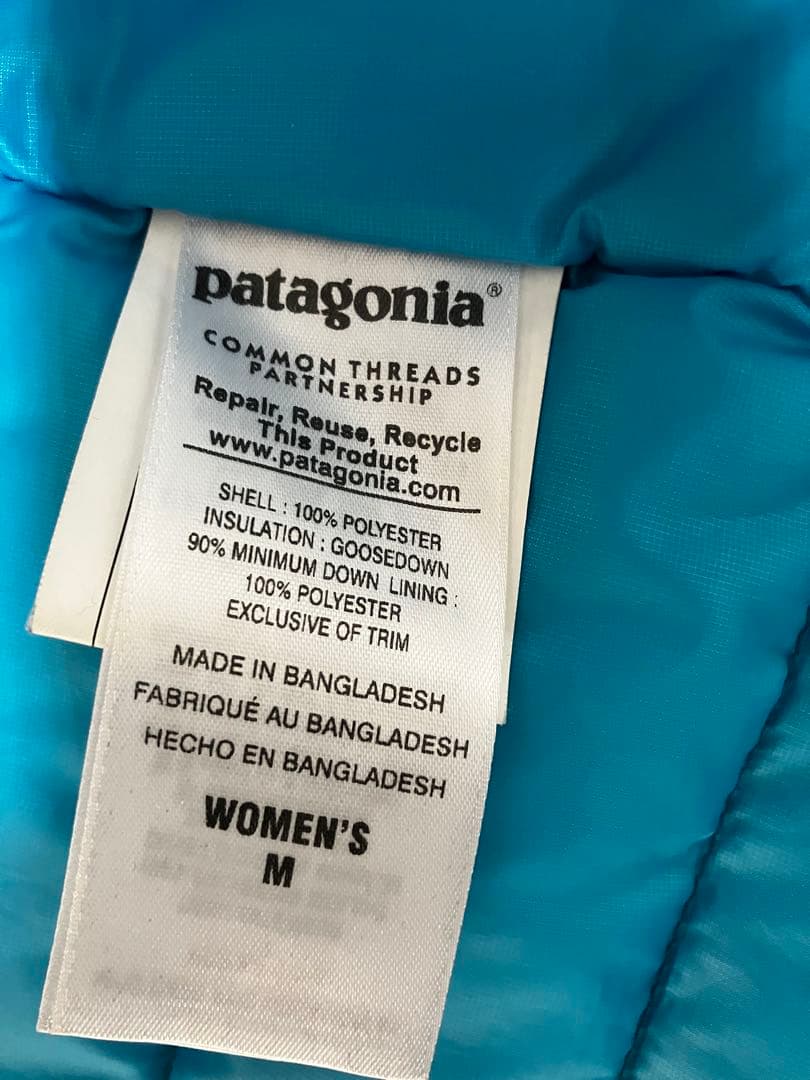 patagonia®
COMMON THREADS
PARTNERSHIP
Repair, Reuse, Recycle
This Product
www.patagonia.com
SHELL : 100% POLYESTER
INSULATION : GOOSEDOWN
90% MINIMUM DOWN LINING :
100% POLYESTER
EXCLUSIVE OF TRIM
MADE IN BANGLADESH
FABRIQUÉ AU BANGLADESH
HECHO EN BANGLADESH
WOMEN'S
M